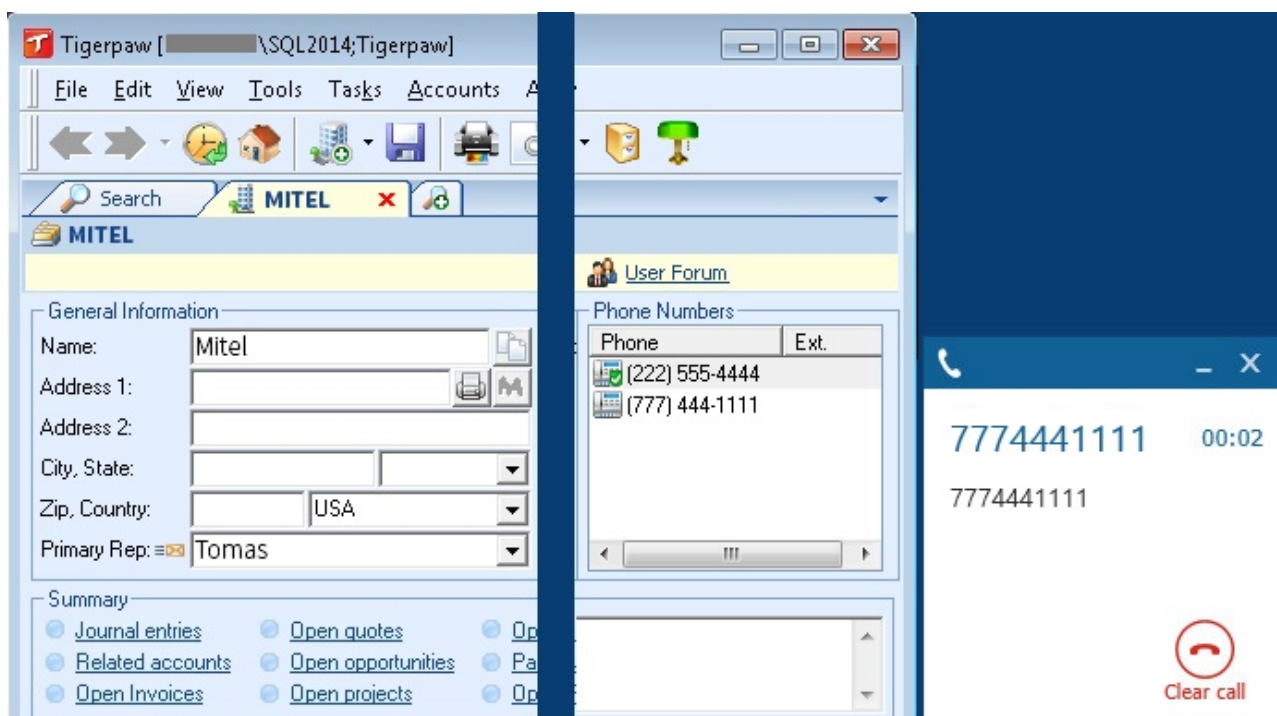 Tigerpaw [ \SQL2014;Tigerpaw]
File Edit View Tools Tasks Accounts
Search MITEL
MITEL
User Forum
General Information
Name: Mitel
Address 1:
Address 2:
City, State:
Zip, Country: USA
Primary Rep: Tomas
Phone Numbers
Phone Ext.
(222) 555-4444
(777) 444-1111
7774441111 00:02
7774441111
Clear call
Summary
Journal entries Open quotes
Related accounts Open opportunities
Open Invoices Open projects